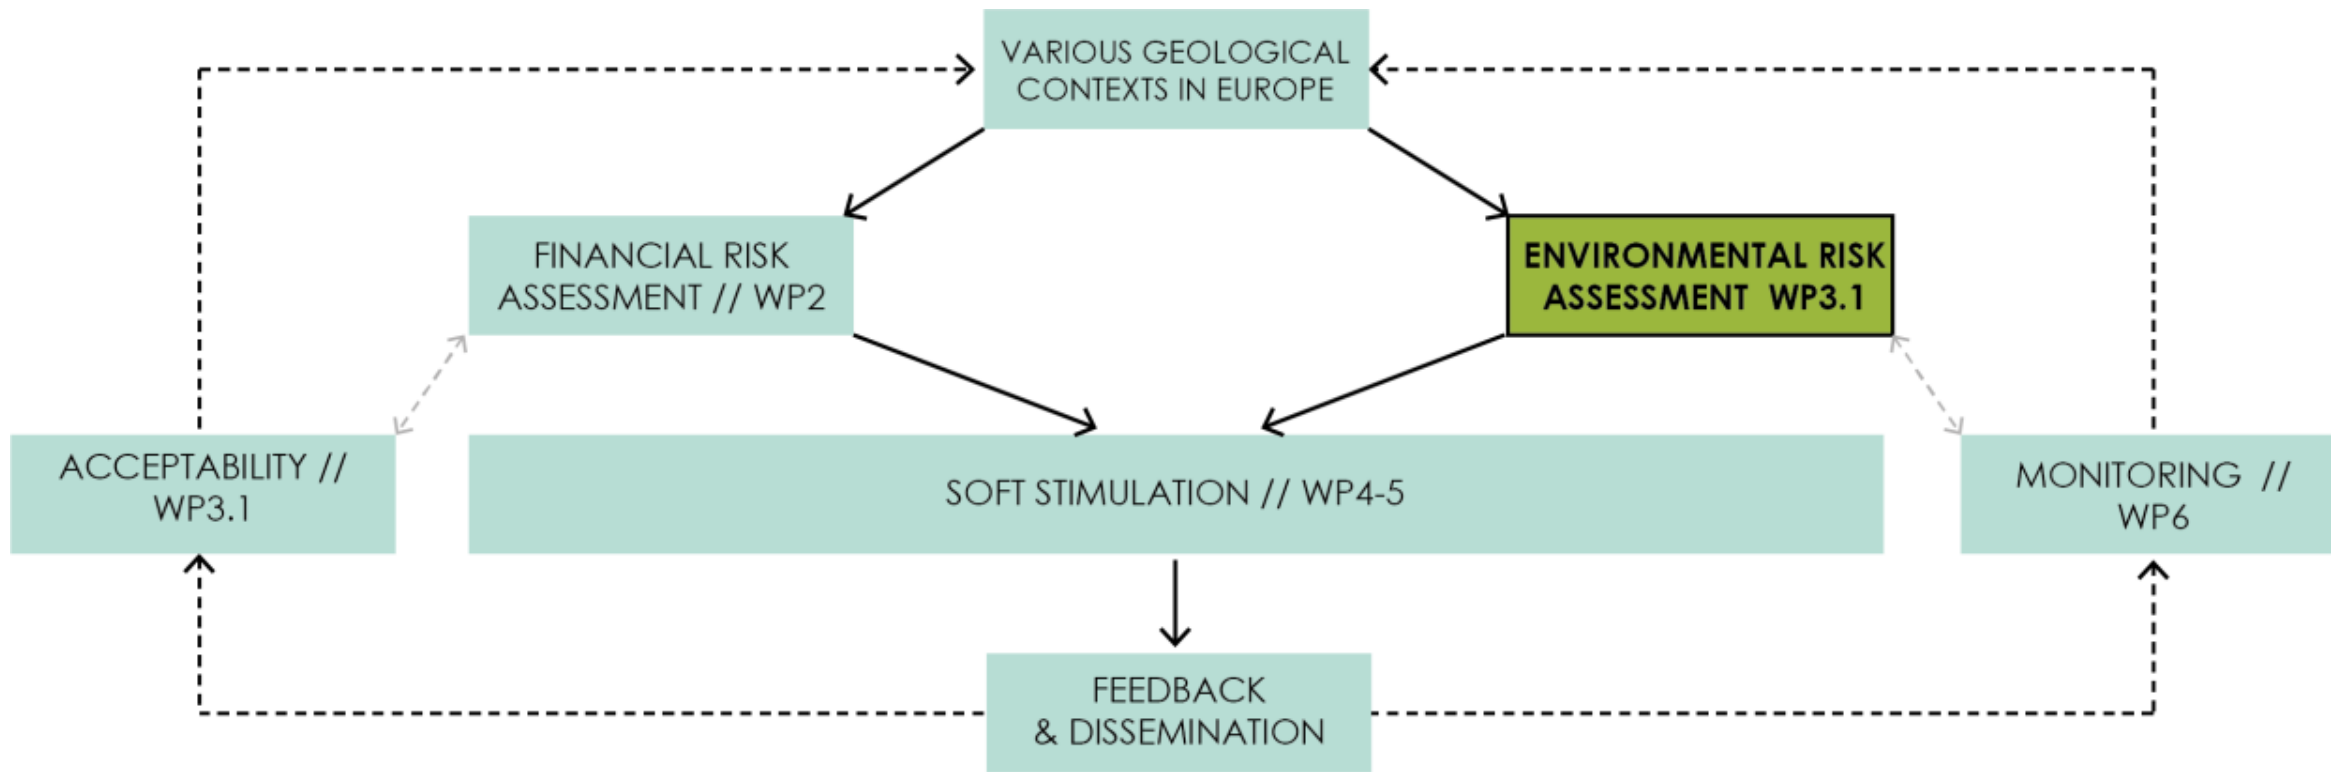 VARIOUS GEOLOGICAL
CONTEXTS IN EUROPE
FINANCIAL RISK
ASSESSMENT // WP2
ENVIRONMENTAL RISK
ASSESSMENT WP3.1
ACCEPTABILITY //
WP3.1
SOFT STIMULATION // WP4-5
MONITORING //
WP6
FEEDBACK
& DISSEMINATION